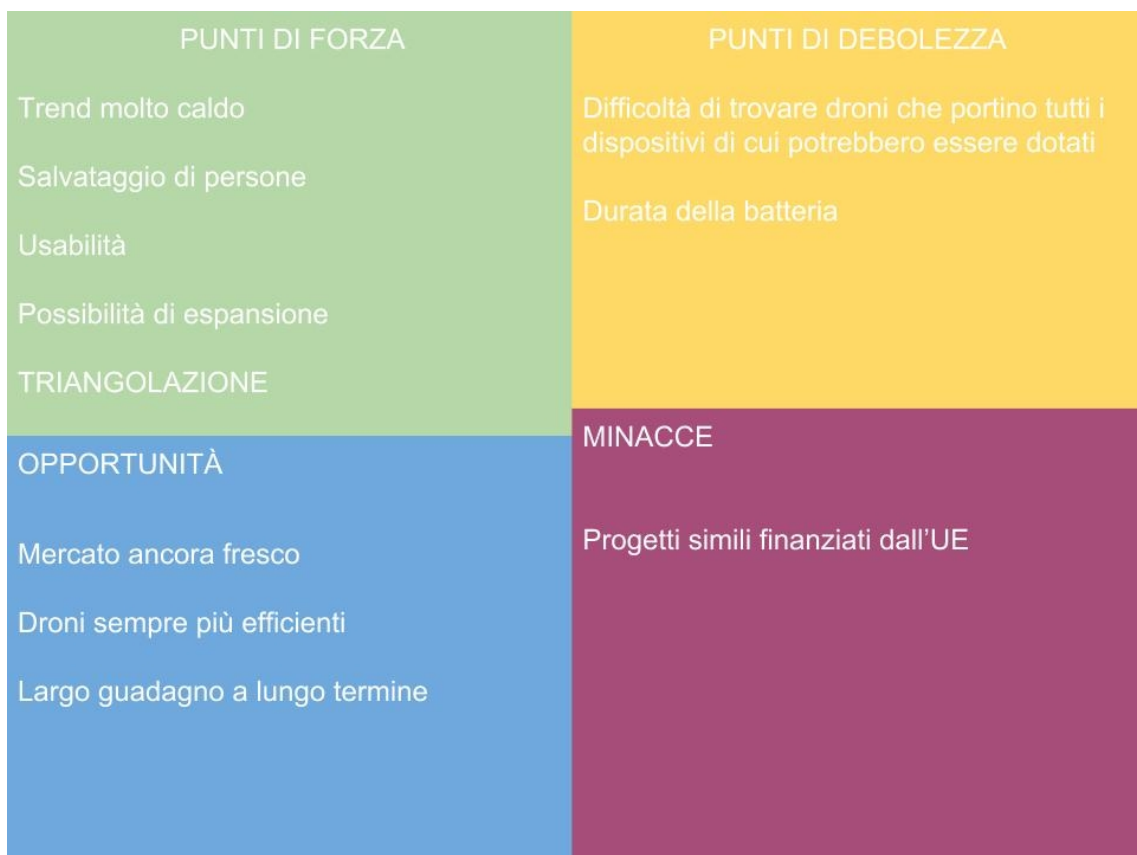 PUNTI DI FORZA
Trend molto caldo
Salvataggio di persone
Usabilità
Possibilità di espansione
TRIANGOLAZIONE
PUNTI DI DEBOLEZZA
Difficoltà di trovare droni che portino tutti i
dispositivi di cui potrebbero essere dotati
Durata della batteria
OPPORTUNITÀ
Mercato ancora fresco
Droni sempre più efficienti
Largo guadagno a lungo termine
MINACCE
Progetti simili finanziati dall’UE